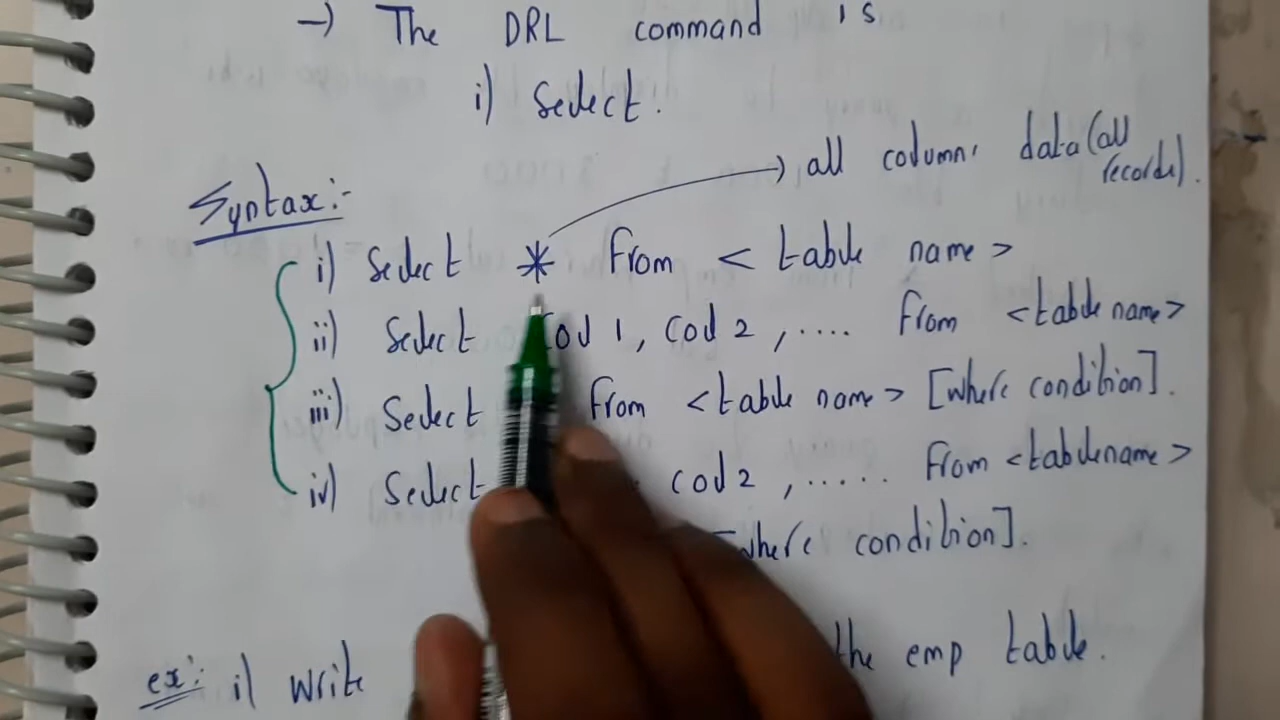 → The DRL command is
i) Select.
all column data (all records).
Syntax:-
i) Select * From < table name >
ii) Select Col 1, Col 2, .... From <table name>
iii) Select From <table name> [where condition].
iv) Select col 2, ..... From <tablename>
[where condition].
ex: i) write the emp table.